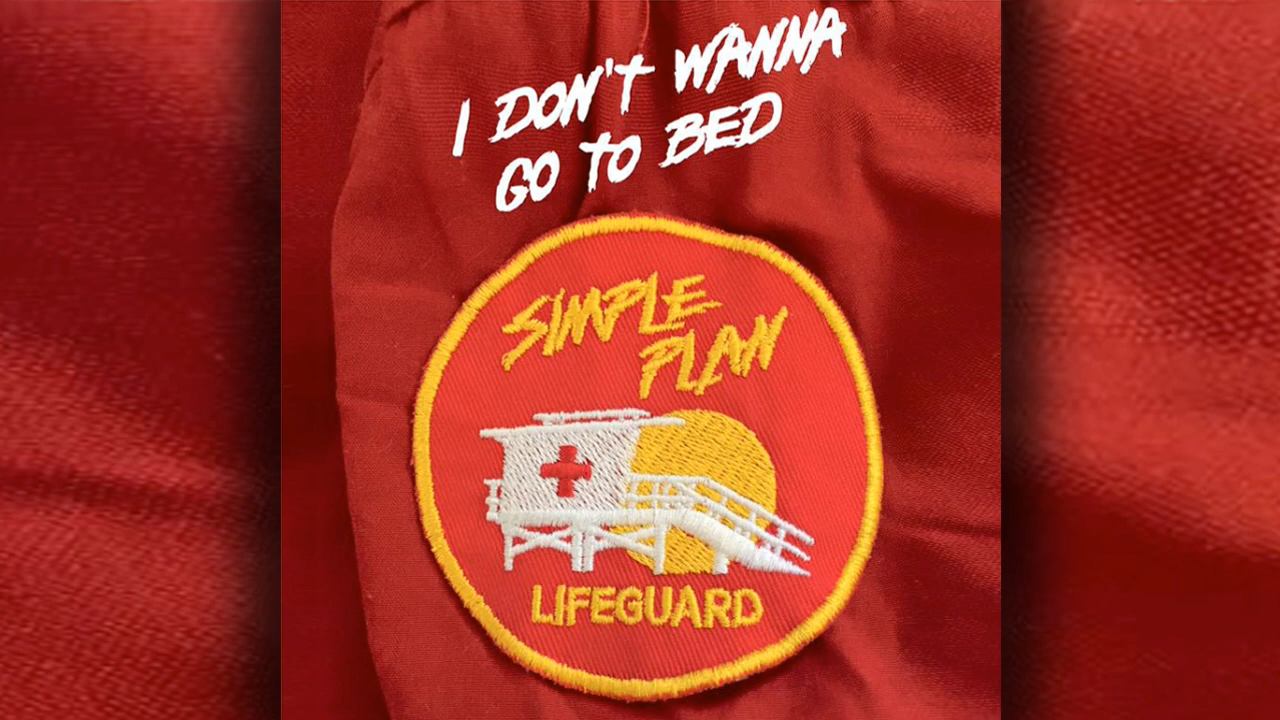 I DON'T WANNA
GO TO BED
SIMPLE
PLAN
LIFEGUARD